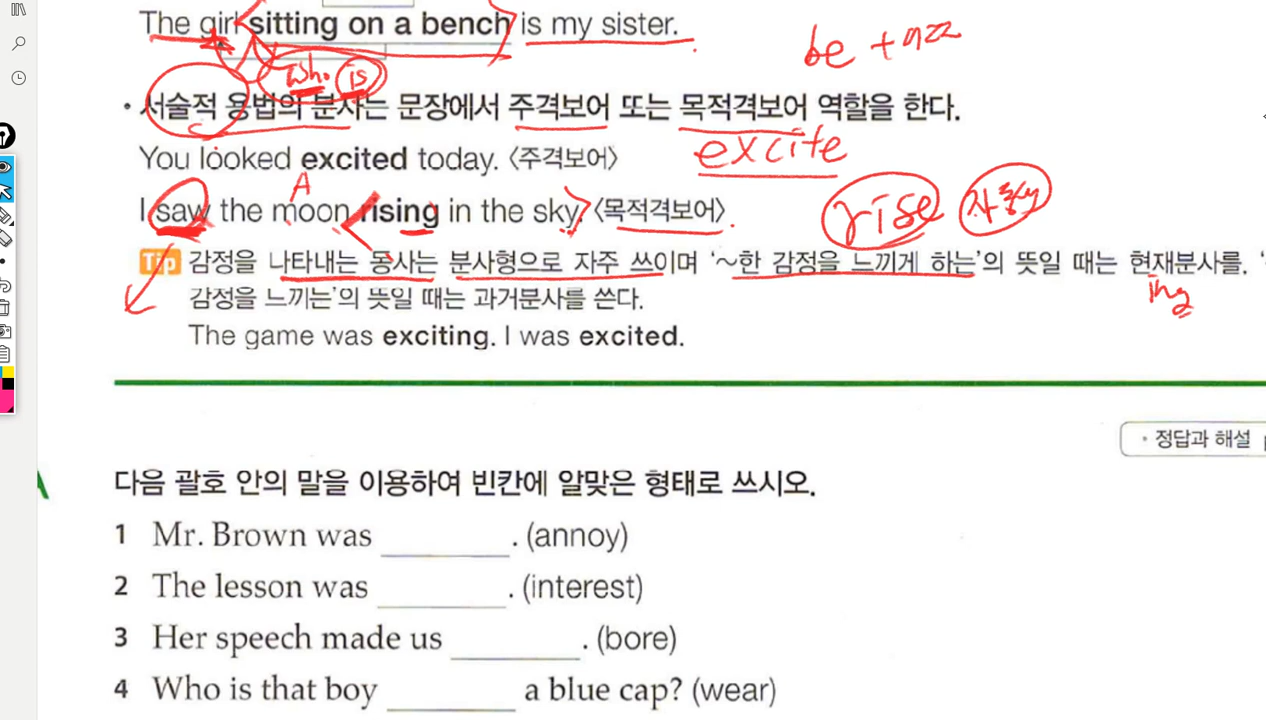 The girl sitting on a bench is my sister.
be + pzz
who is
• 서술적 용법의 분사는 문장에서 주격보어 또는 목적격보어 역할을 한다.
You looked excited today. 〈주격보어〉
excite
A
I saw the moon rising in the sky. 〈목적격보어〉.
rise 자동사
Tip 감정을 나타내는 동사는 분사형으로 자주 쓰이며 '~한 감정을 느끼게 하는'의 뜻일 때는 현재분사를, '
ing
감정을 느끼는'의 뜻일 때는 과거분사를 쓴다.
The game was exciting. I was excited.
• 정답과 해설
다음 괄호 안의 말을 이용하여 빈칸에 알맞은 형태로 쓰시오.
1 Mr. Brown was ________. (annoy)
2 The lesson was ________. (interest)
3 Her speech made us ________. (bore)
4 Who is that boy ________ a blue cap? (wear)